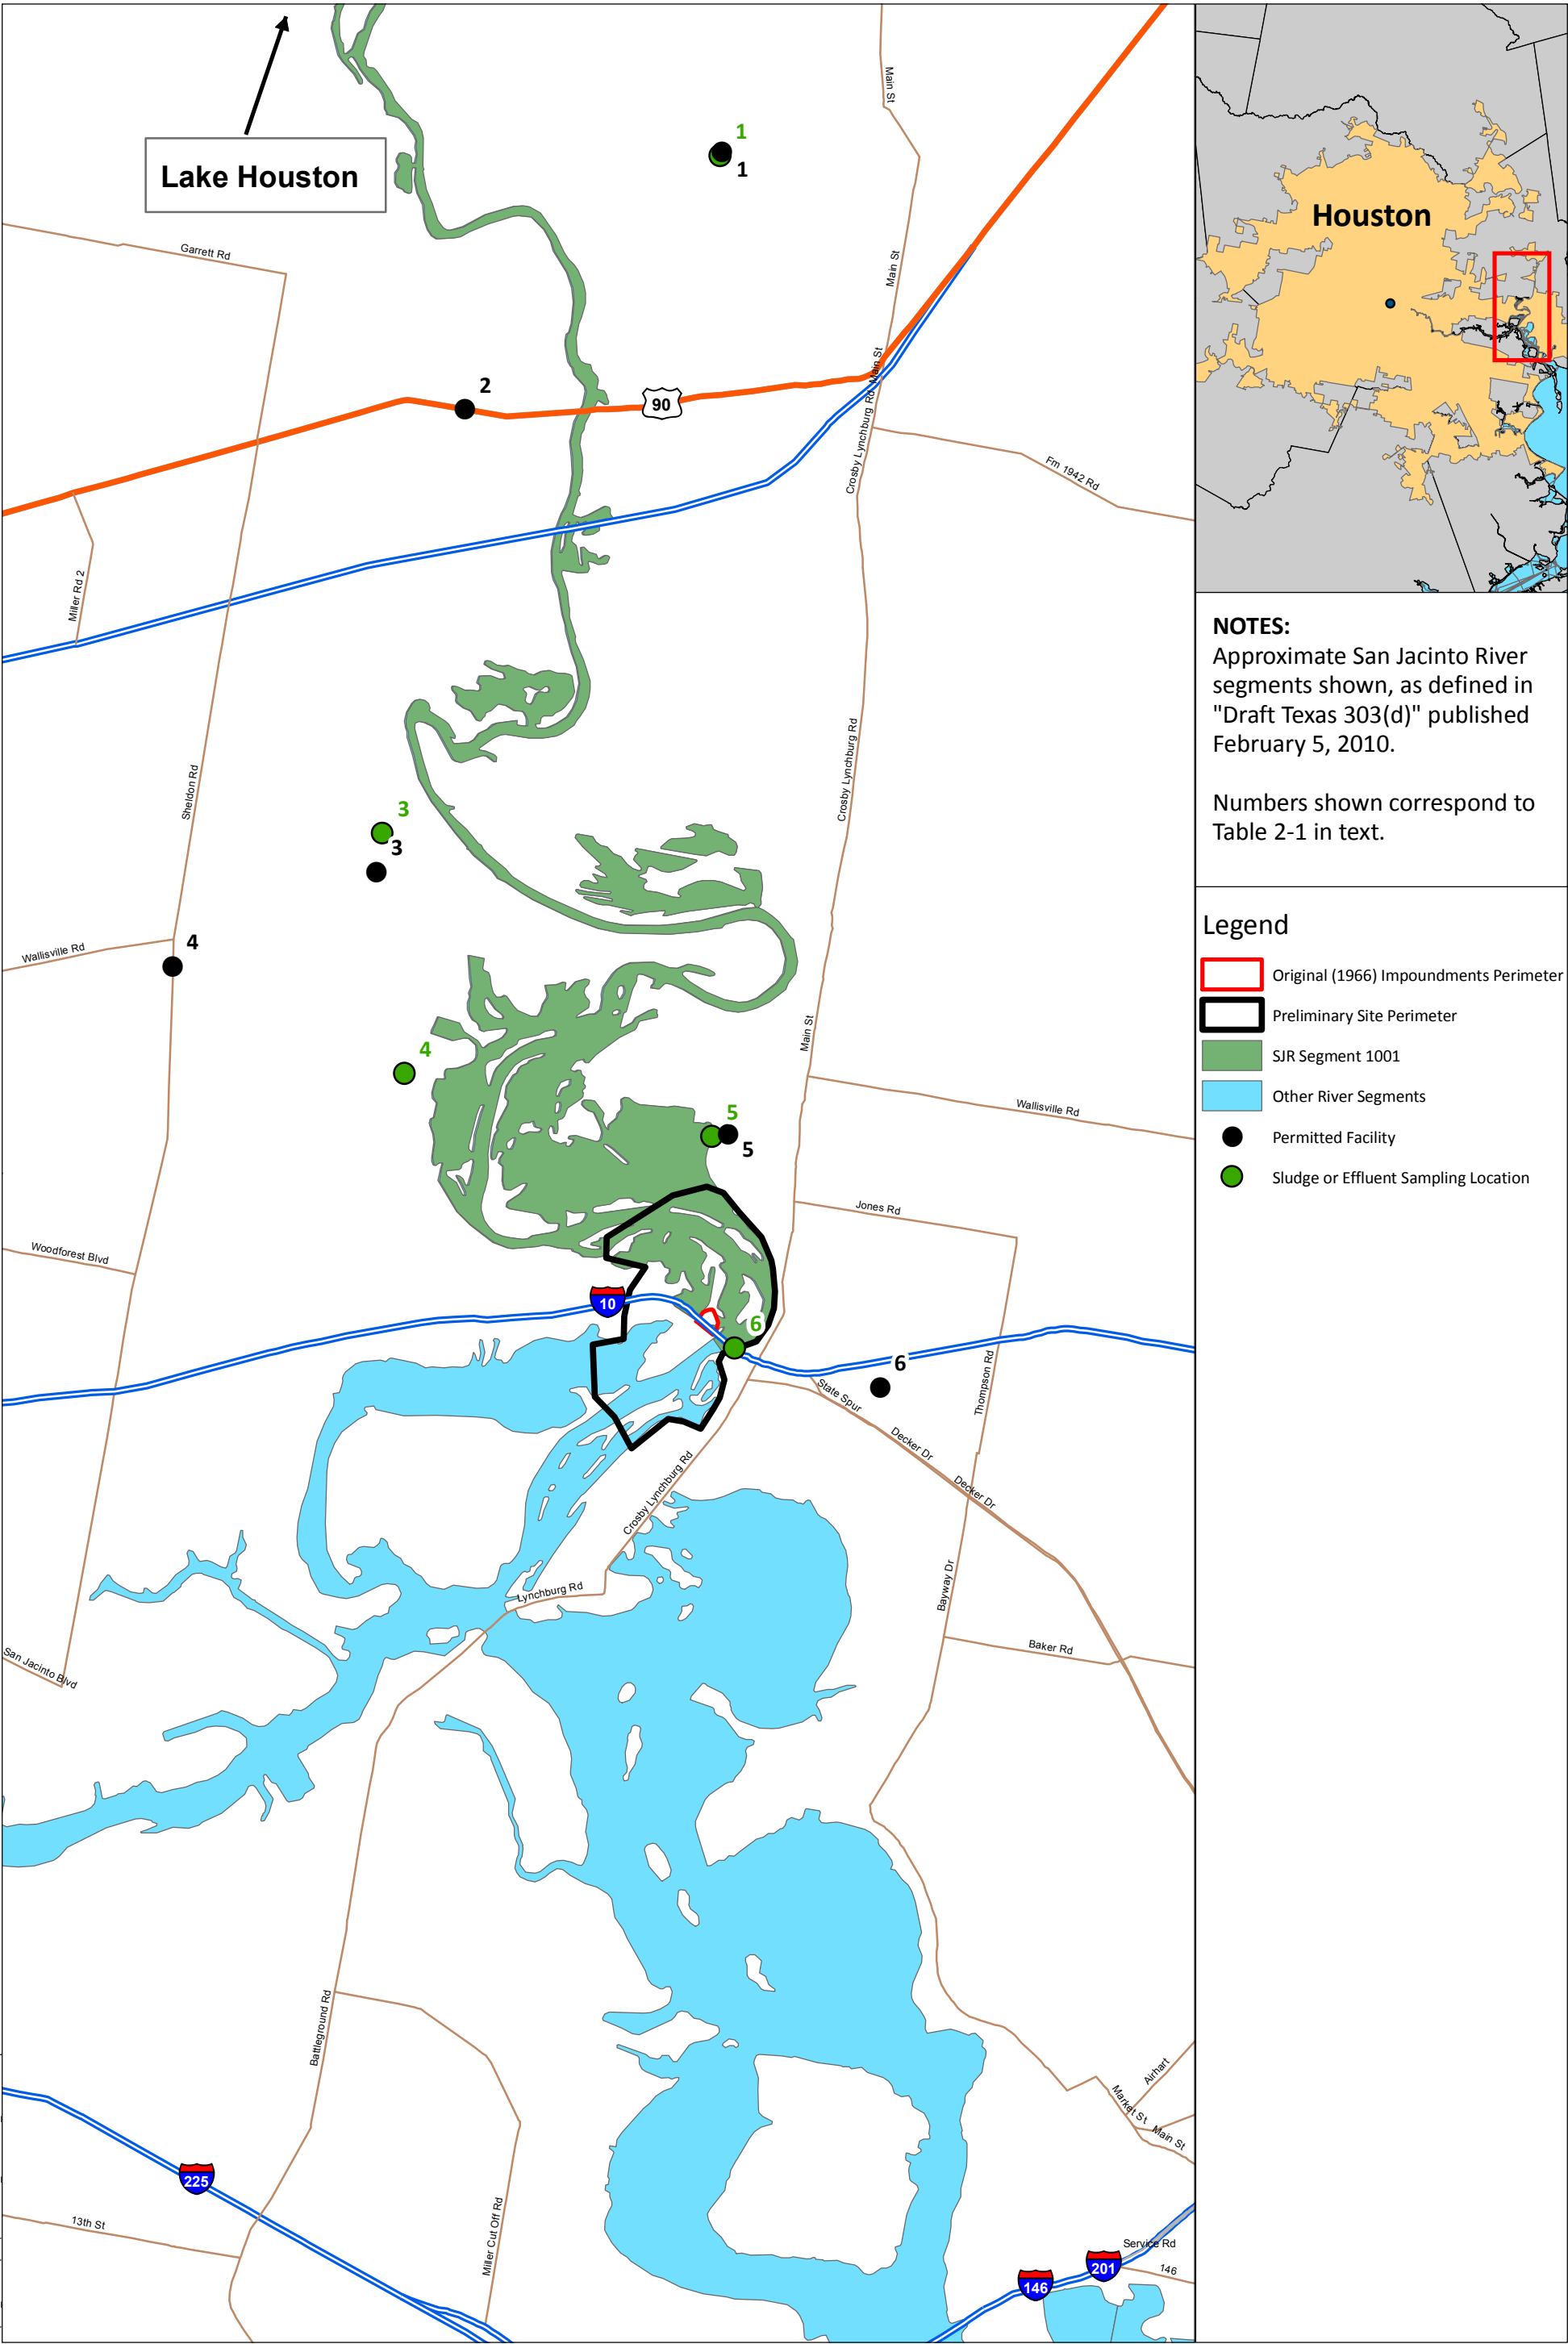 Lake Houston
Main St
1
1
Garrett Rd
Main St
2
90
Main St
Crosby Lynchburg Rd
Fm 1942 Rd
Miller Rd 2
Crosby Lynchburg Rd
Sheldon Rd
3
3
4
Wallisville Rd
Main St
4
Wallisville Rd
5
5
Jones Rd
Woodforest Blvd
10
6
6
Thompson Rd
State Spur
Decker Dr
Decker Dr
Crosby Lynchburg Rd
Bayway Dr
Lynchburg Rd
Baker Rd
San Jacinto Blvd
Battleground Rd
Airhart
Market St
Main St
225
13th St
Miller Cut Off Rd
Service Rd
201
146
146
Houston
NOTES:
Approximate San Jacinto River
segments shown, as defined in
"Draft Texas 303(d)" published
February 5, 2010.
Numbers shown correspond to
Table 2-1 in text.
Legend
Original (1966) Impoundments Perimeter
Preliminary Site Perimeter
SJR Segment 1001
Other River Segments
Permitted Facility
Sludge or Effluent Sampling Location